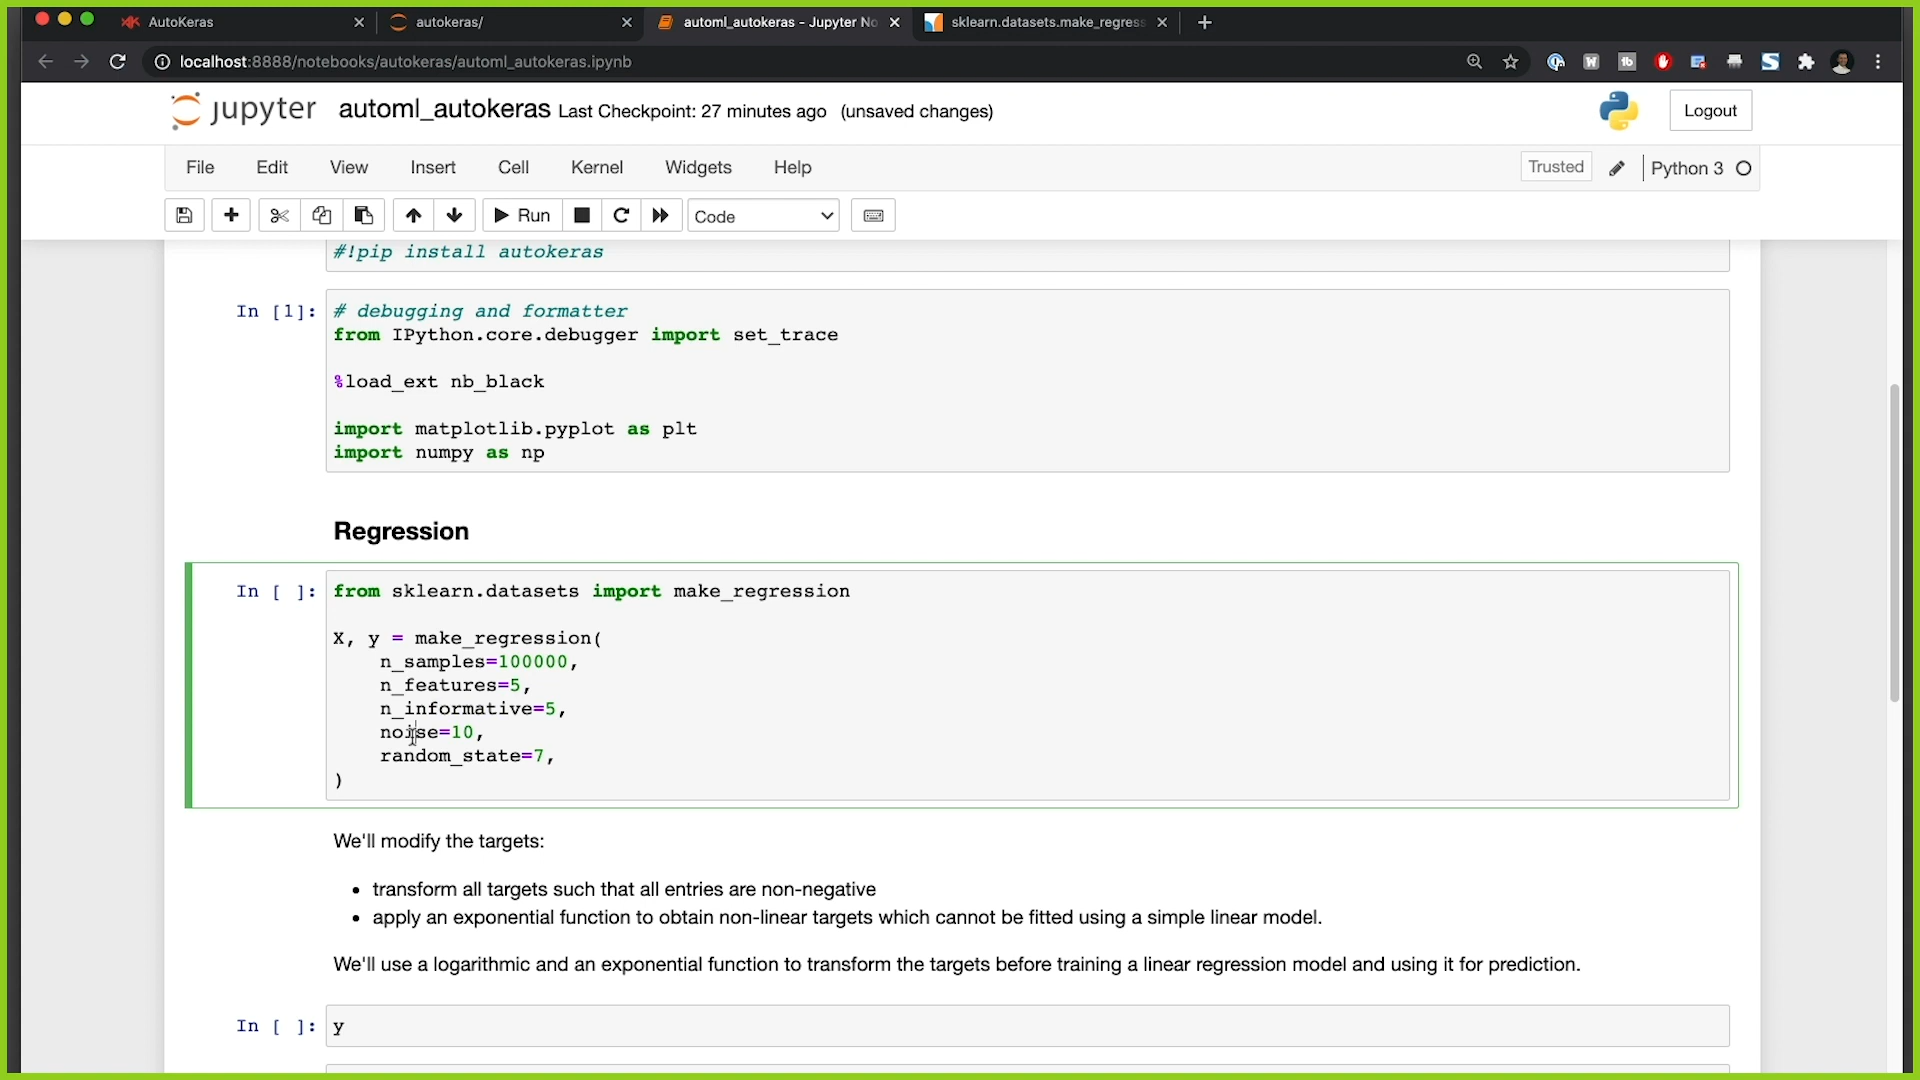 AutoKeras
autokeras/
automl_autokeras - Jupyter No
sklearn.datasets.make_regress
localhost:8888/notebooks/autokeras/automl_autokeras.ipynb
jupyter automl_autokeras Last Checkpoint: 27 minutes ago (unsaved changes)
Logout
File Edit View Insert Cell Kernel Widgets Help
Trusted
Python 3
Run
Code
#!pip install autokeras
In [1]: # debugging and formatter
from IPython.core.debugger import set_trace
%load_ext nb_black
import matplotlib.pyplot as plt
import numpy as np
Regression
In [ ]: from sklearn.datasets import make_regression
X, y = make_regression(
n_samples=100000,
n_features=5,
n_informative=5,
noise=10,
random_state=7,
)
We'll modify the targets:
• transform all targets such that all entries are non-negative
• apply an exponential function to obtain non-linear targets which cannot be fitted using a simple linear model.
We'll use a logarithmic and an exponential function to transform the targets before training a linear regression model and using it for prediction.
In [ ]: y